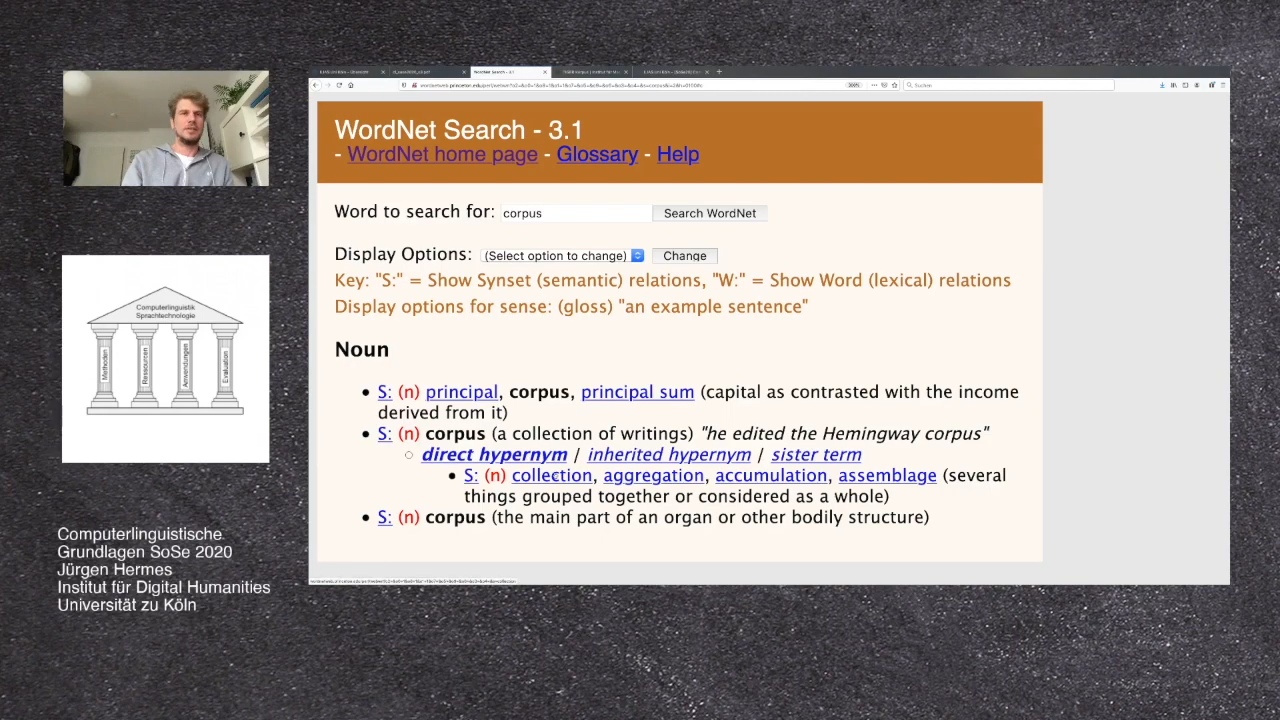 WordNet Search - 3.1
- WordNet home page - Glossary - Help
Word to search for: corpus Search WordNet
Display Options: (Select option to change) Change
Key: "S:" = Show Synset (semantic) relations, "W:" = Show Word (lexical) relations
Display options for sense: (gloss) "an example sentence"
Noun
S: (n) principal, corpus, principal sum (capital as contrasted with the income
derived from it)
S: (n) corpus (a collection of writings) "he edited the Hemingway corpus"
direct hypernym / inherited hypernym / sister term
S: (n) collection, aggregation, accumulation, assemblage (several
things grouped together or considered as a whole)
S: (n) corpus (the main part of an organ or other bodily structure)
Computerlinguistik
Sprachtechnologie
Methoden
Ressourcen
Anwendungen
Evaluation
Computerlinguistische
Grundlagen SoSe 2020
Jürgen Hermes
Institut für Digital Humanities
Universität zu Köln